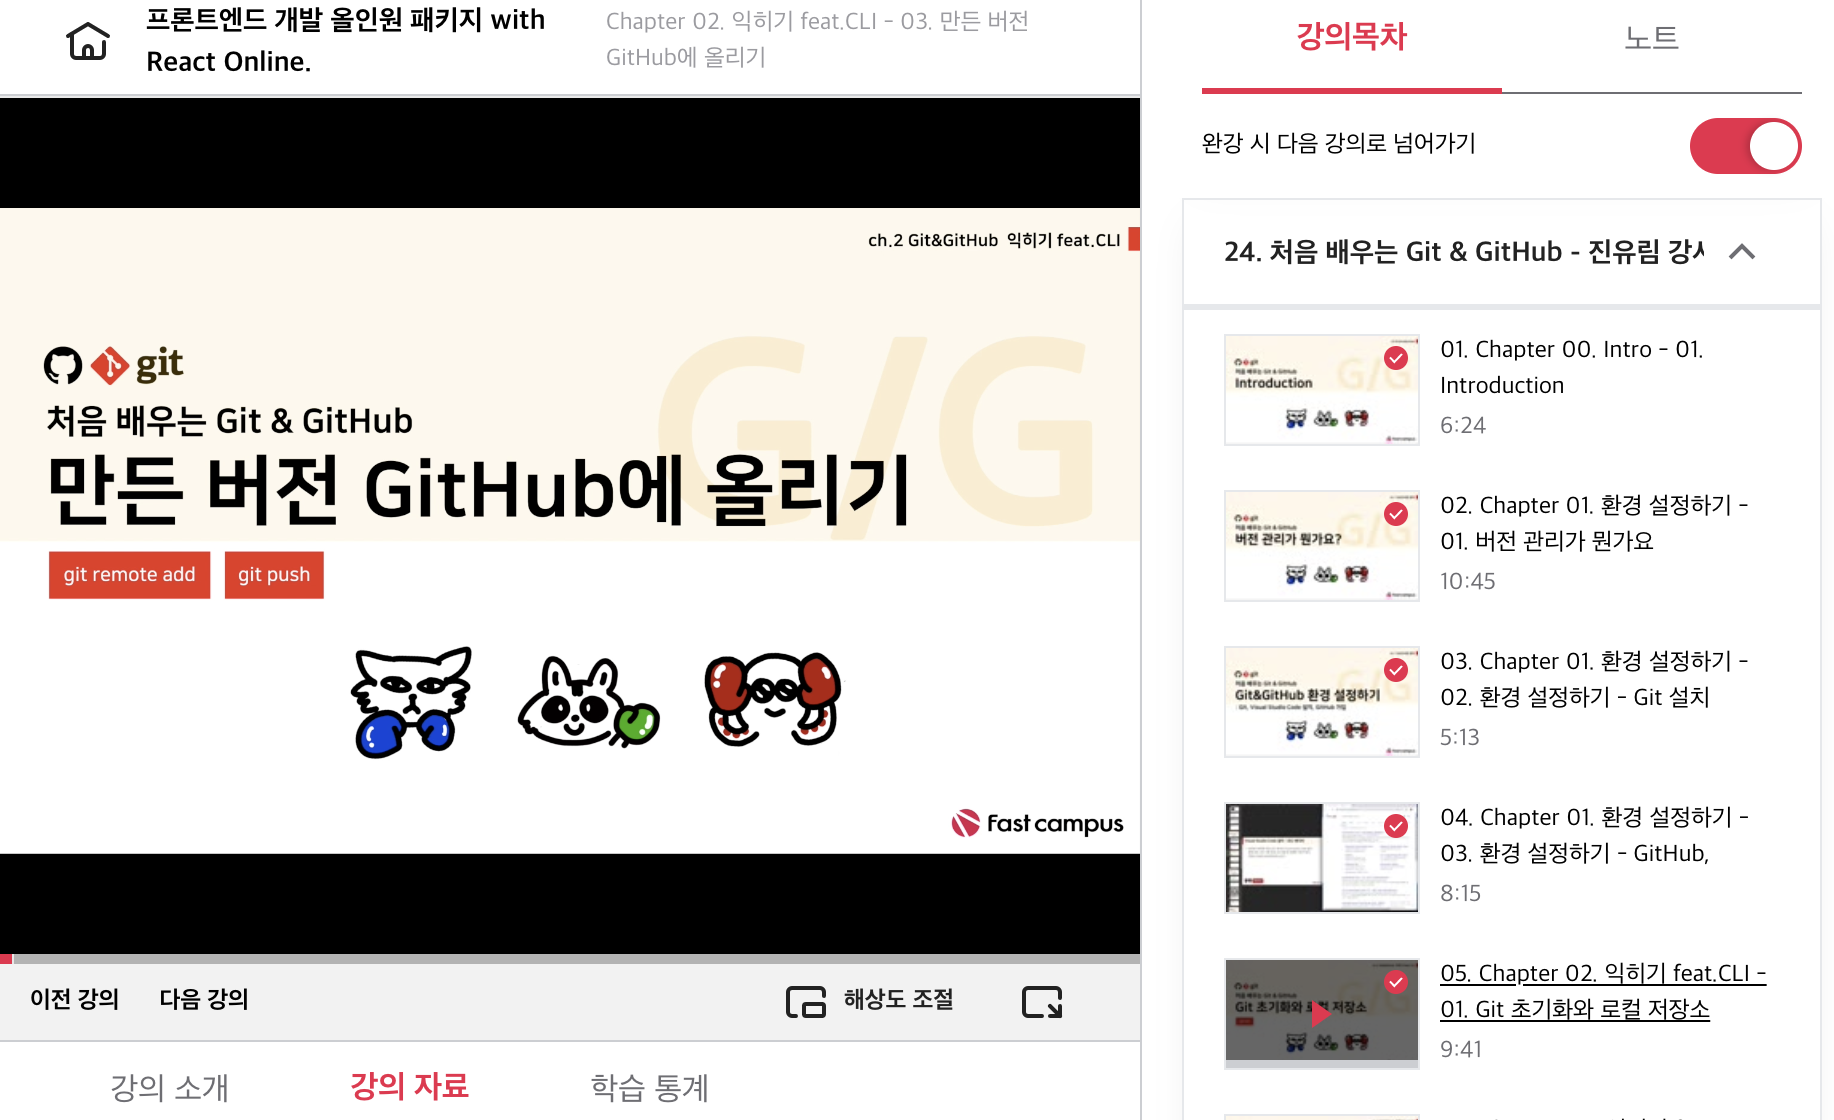 프론트엔드 개발 올인원 패키지 with
React Online.
Chapter 02. 익히기 feat.CLI - 03. 만든 버전
GitHub에 올리기
ch.2 Git&GitHub 익히기 feat.CLI
G/G
git
처음 배우는 Git & GitHub
만든 버전 GitHub에 올리기
git remote add
git push
Fast campus
이전 강의
다음 강의
해상도 조절
강의 소개
강의 자료
학습 통계
강의목차
노트
완강 시 다음 강의로 넘어가기
24. 처음 배우는 Git & GitHub - 진유림 강사
Introduction
01. Chapter 00. Intro - 01.
Introduction
6:24
버전 관리가 뭔가요?
02. Chapter 01. 환경 설정하기 -
01. 버전 관리가 뭔가요
10:45
Git&GitHub 환경 설정하기
03. Chapter 01. 환경 설정하기 -
02. 환경 설정하기 - Git 설치
5:13
04. Chapter 01. 환경 설정하기 -
03. 환경 설정하기 - GitHub,
8:15
Git 초기화와 로컬 저장소
05. Chapter 02. 익히기 feat.CLI -
01. Git 초기화와 로컬 저장소
9:41